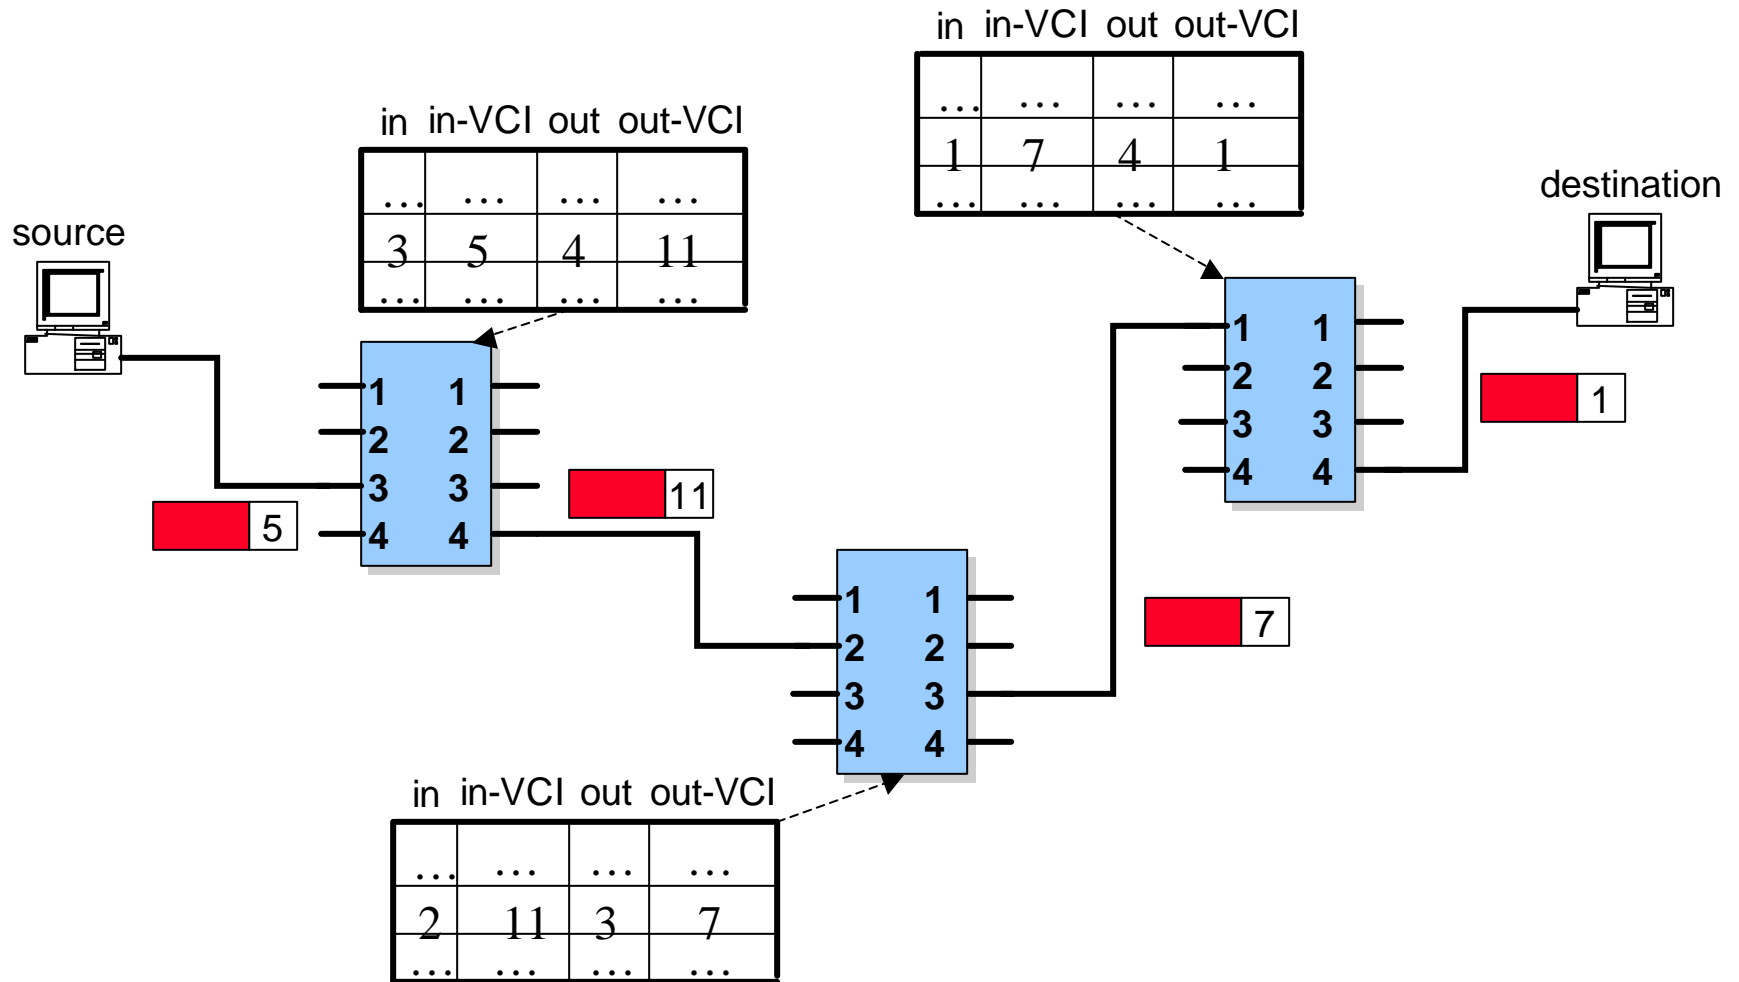 in in-VCI out out-VCI
… … … …
1 7 4 1
… … … …
in in-VCI out out-VCI
… … … …
3 5 4 11
… … … …
source
destination
1 1
2 2
3 3
4 4
5
11
1 1
2 2
3 3
4 4
1
1 1
2 2
3 3
4 4
7
in in-VCI out out-VCI
… … … …
2 11 3 7
… … … …